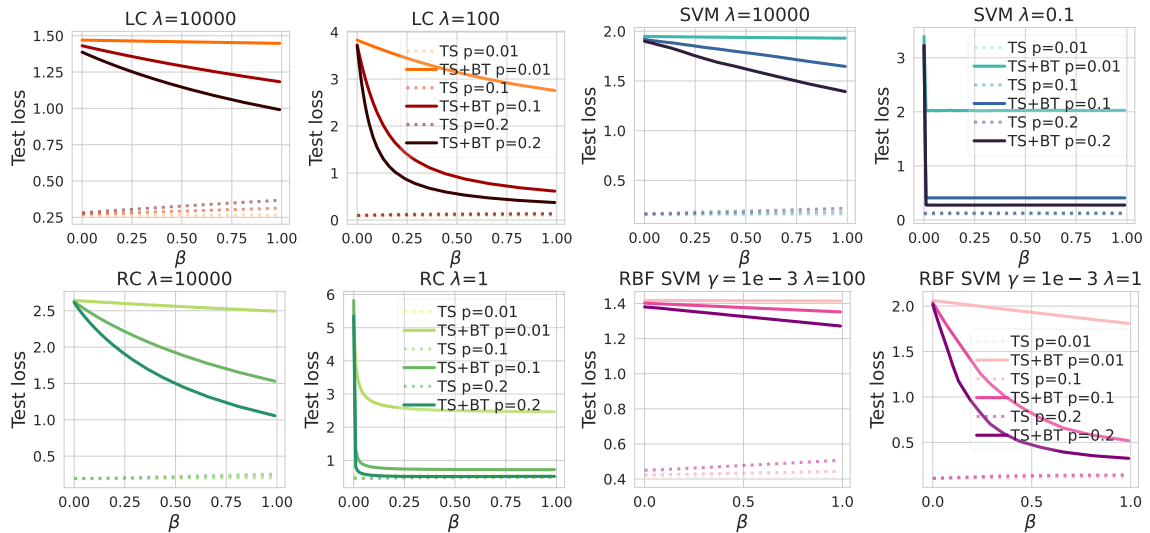 LC λ=10000
LC λ=100
SVM λ=10000
SVM λ=0.1
Test loss
1.50
1.25
1.00
0.75
0.50
0.25
0.00 0.25 0.50 0.75 1.00
β
Test loss
4
3
2
1
0
TS p=0.01
TS+BT p=0.01
TS p=0.1
TS+BT p=0.1
TS p=0.2
TS+BT p=0.2
0.00 0.25 0.50 0.75 1.00
β
Test loss
2.0
1.5
1.0
0.5
0.00 0.25 0.50 0.75 1.00
β
Test loss
3
2
1
0
TS p=0.01
TS+BT p=0.01
TS p=0.1
TS+BT p=0.1
TS p=0.2
TS+BT p=0.2
0.00 0.25 0.50 0.75 1.00
β
RC λ=10000
RC λ=1
RBF SVM γ = 1e − 3 λ=100
RBF SVM γ = 1e − 3 λ=1
Test loss
2.5
2.0
1.5
1.0
0.5
0.00 0.25 0.50 0.75 1.00
β
Test loss
6
5
4
3
2
1
TS p=0.01
TS+BT p=0.01
TS p=0.1
TS+BT p=0.1
TS p=0.2
TS+BT p=0.2
0.00 0.25 0.50 0.75 1.00
β
Test loss
1.4
1.2
1.0
0.8
0.6
0.4
0.0 0.5 1.0
β
Test loss
2.0
1.5
1.0
0.5
TS p=0.01
TS+BT p=0.01
TS p=0.1
TS+BT p=0.1
TS p=0.2
TS+BT p=0.2
0.0 0.5 1.0
β